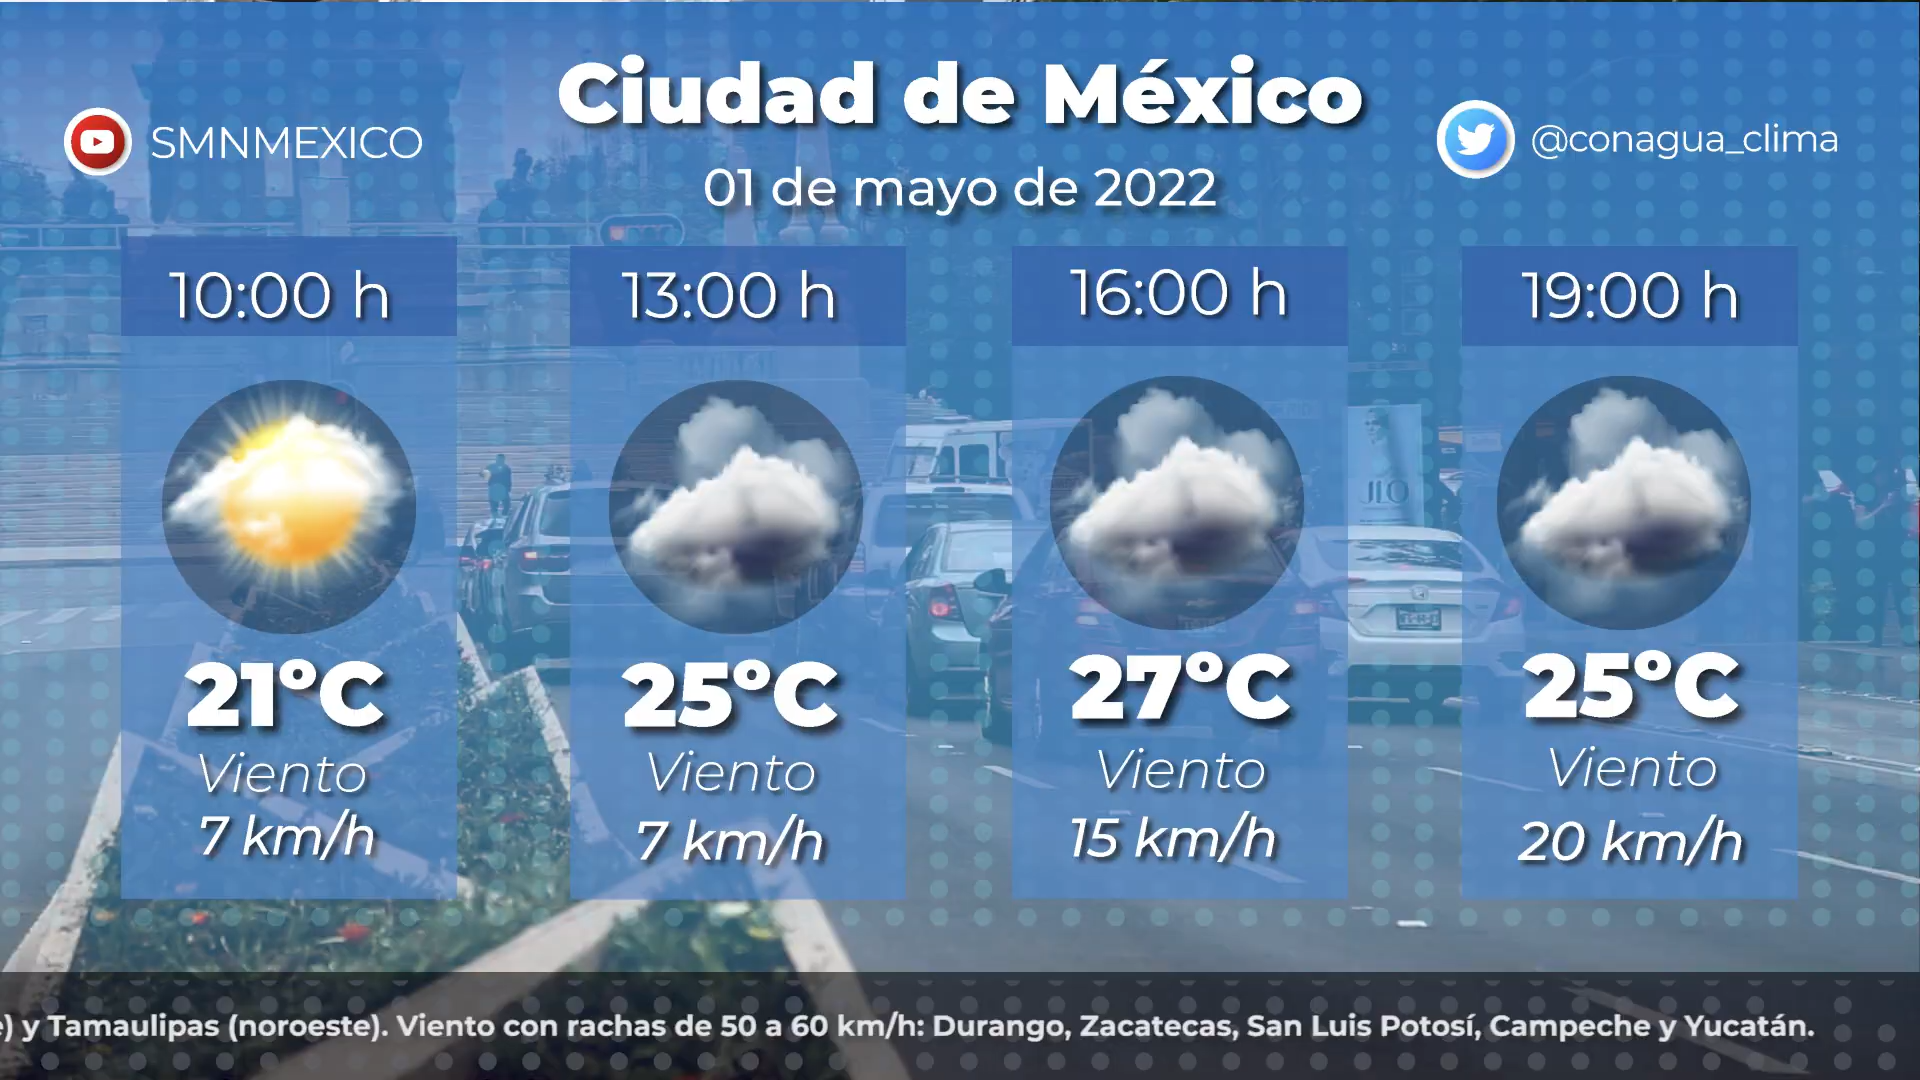 Ciudad de México
SMNMEXICO
@conagua_clima
01 de mayo de 2022
10:00 h
13:00 h
16:00 h
19:00 h
21°C
25°C
27°C
25°C
Viento
Viento
Viento
Viento
7 km/h
7 km/h
15 km/h
20 km/h
y Tamaulipas (noroeste). Viento con rachas de 50 a 60 km/h: Durango, Zacatecas, San Luis Potosí, Campeche y Yucatán.